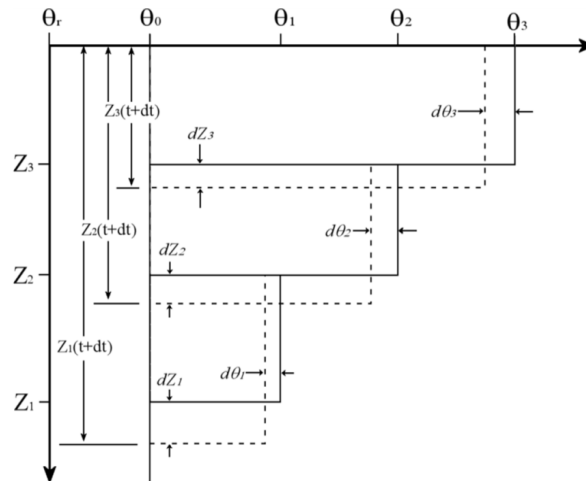 θr θ0 θ1 θ2 θ3
Z3(t+dt)
dθ3
dZ3
Z3
Z2(t+dt)
dθ2
dZ2
Z2
Z1(t+dt)
dZ1
dθ1
Z1